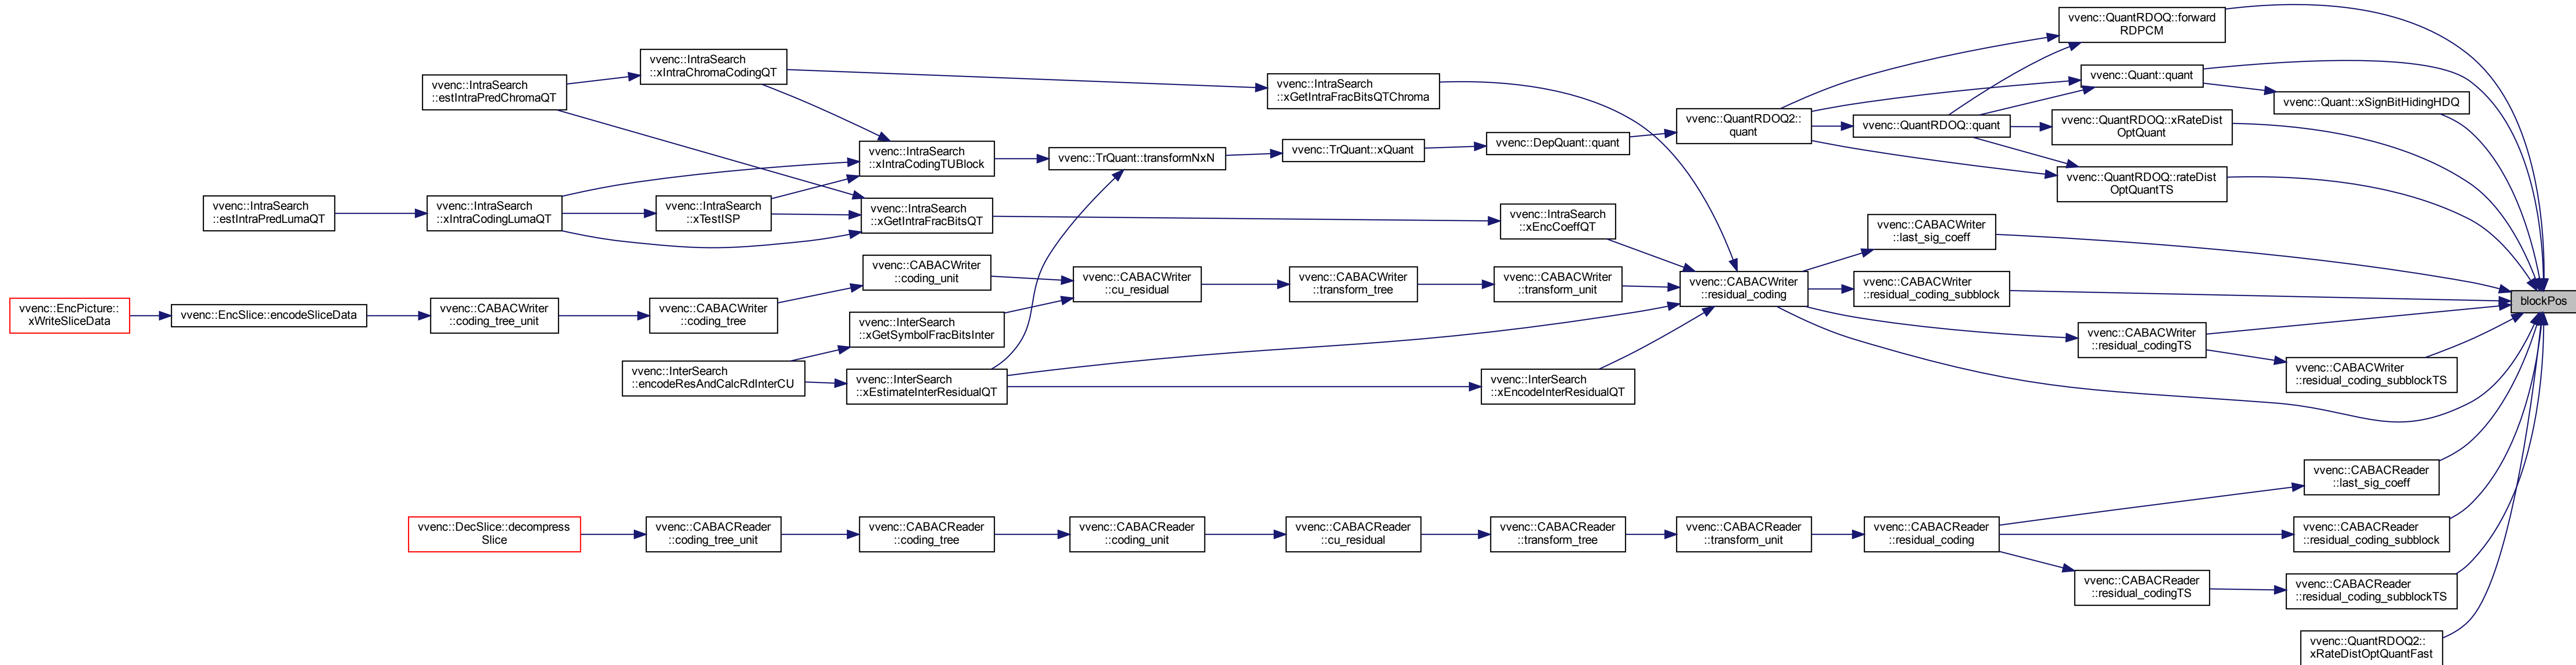 vvenc::QuantRDOQ::forward
RDPCM
vvenc::IntraSearch
::xIntraChromaCodingQT
vvenc::Quant::quant
vvenc::IntraSearch
::estIntraPredChromaQT
vvenc::IntraSearch
::xGetIntraFracBitsQTChroma
vvenc::Quant::xSignBitHidingHDQ
vvenc::QuantRDOQ2::
quant
vvenc::QuantRDOQ::quant
vvenc::QuantRDOQ::xRateDist
OptQuant
vvenc::IntraSearch
::xIntraCodingTUBlock
vvenc::TrQuant::transformNxN
vvenc::TrQuant::xQuant
vvenc::DepQuant::quant
vvenc::QuantRDOQ::rateDist
OptQuantTS
vvenc::IntraSearch
::estIntraPredLumaQT
vvenc::IntraSearch
::xIntraCodingLumaQT
vvenc::IntraSearch
::xTestISP
vvenc::IntraSearch
::xGetIntraFracBitsQT
vvenc::IntraSearch
::xEncCoeffQT
vvenc::CABACWriter
::last_sig_coeff
vvenc::CABACWriter
::coding_unit
vvenc::CABACWriter
::cu_residual
vvenc::CABACWriter
::transform_tree
vvenc::CABACWriter
::transform_unit
vvenc::CABACWriter
::residual_coding
vvenc::CABACWriter
::residual_coding_subblock
blockPos
vvenc::EncPicture::
xWriteSliceData
vvenc::EncSlice::encodeSliceData
vvenc::CABACWriter
::coding_tree_unit
vvenc::CABACWriter
::coding_tree
vvenc::InterSearch
::xGetSymbolFracBitsInter
vvenc::CABACWriter
::residual_codingTS
vvenc::InterSearch
::encodeResAndCalcRdInterCU
vvenc::InterSearch
::xEstimateInterResidualQT
vvenc::InterSearch
::xEncodeInterResidualQT
vvenc::CABACWriter
::residual_coding_subblockTS
vvenc::CABACReader
::last_sig_coeff
vvenc::DecSlice::decompress
Slice
vvenc::CABACReader
::coding_tree_unit
vvenc::CABACReader
::coding_tree
vvenc::CABACReader
::coding_unit
vvenc::CABACReader
::cu_residual
vvenc::CABACReader
::transform_tree
vvenc::CABACReader
::transform_unit
vvenc::CABACReader
::residual_coding
vvenc::CABACReader
::residual_coding_subblock
vvenc::CABACReader
::residual_codingTS
vvenc::CABACReader
::residual_coding_subblockTS
vvenc::QuantRDOQ2::
xRateDistOptQuantFast